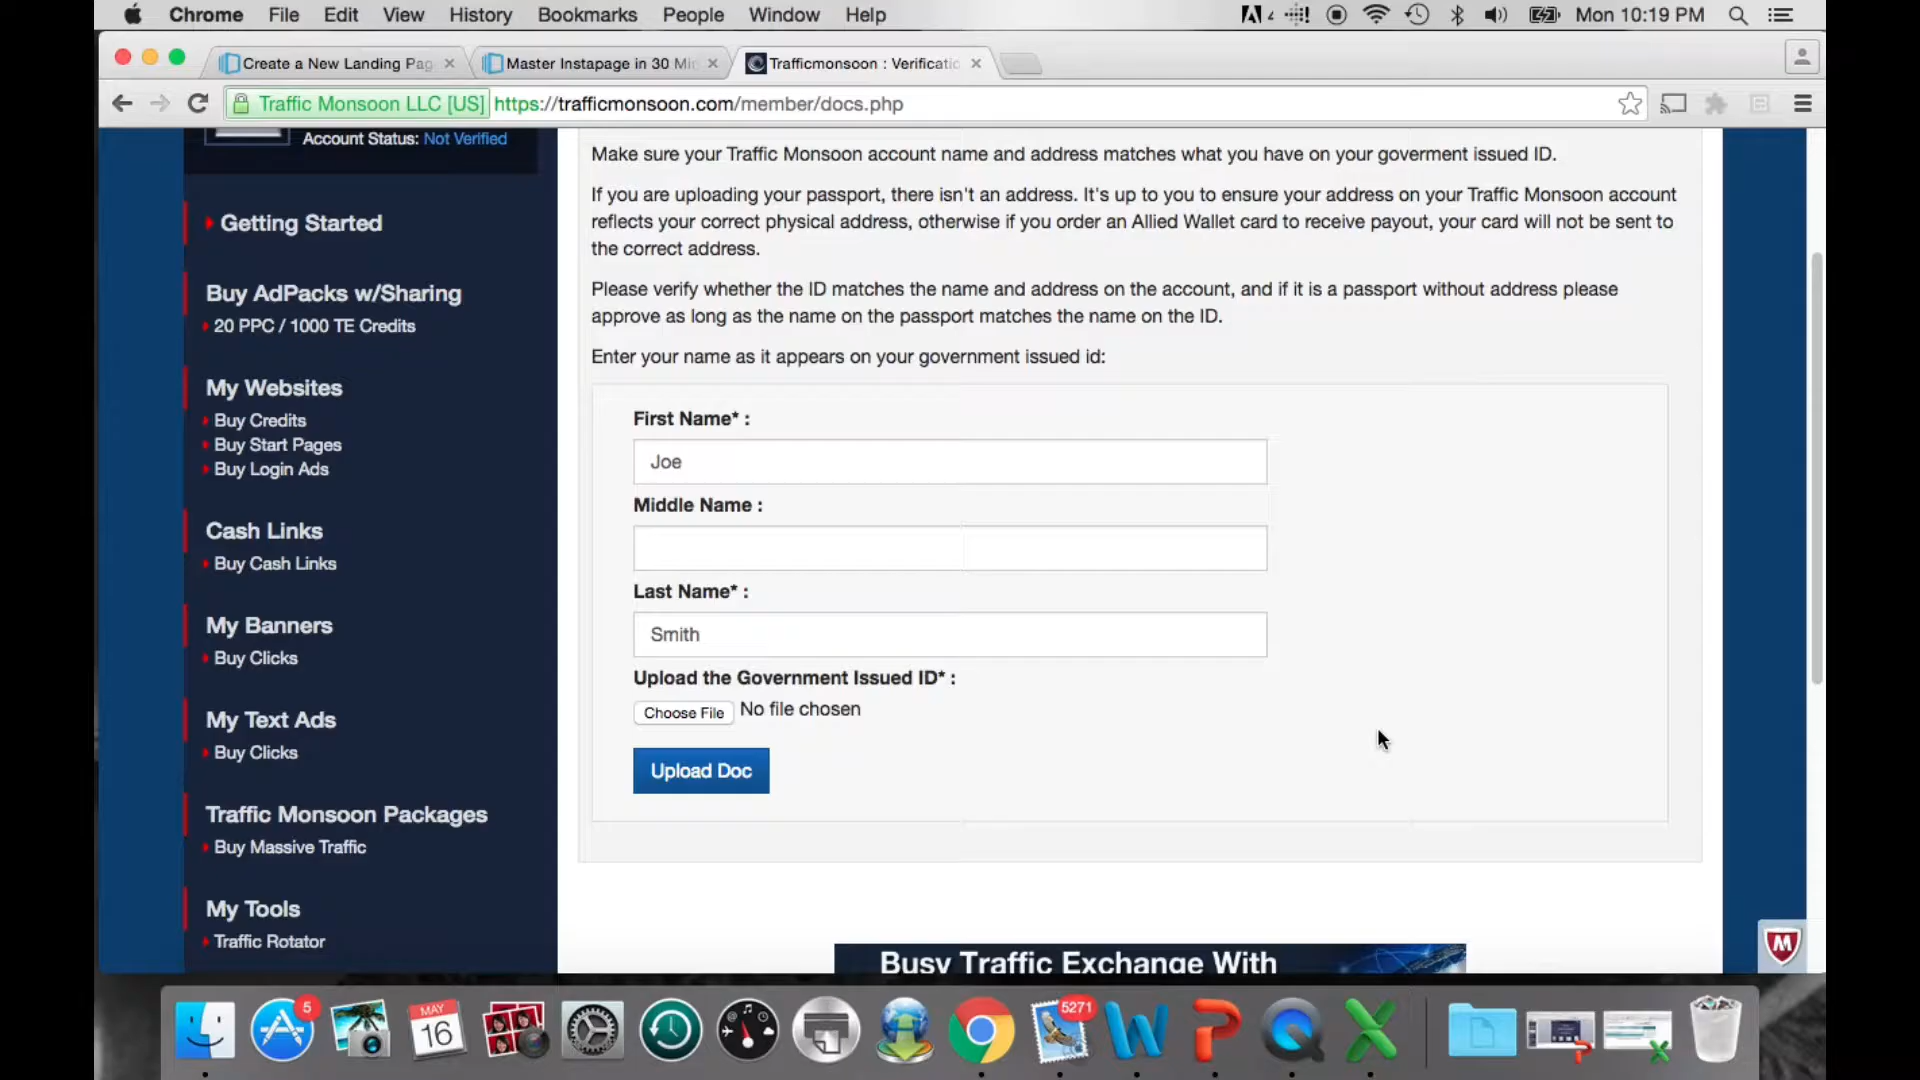 Chrome File Edit View History Bookmarks People Window Help
Mon 10:19 PM
Create a New Landing Pag
Master Instapage in 30 Mi
Trafficmonsoon : Verificatio
Traffic Monsoon LLC [US] https://trafficmonsoon.com/member/docs.php
Account Status: Not Verified
Getting Started
Buy AdPacks w/Sharing
20 PPC / 1000 TE Credits
My Websites
Buy Credits
Buy Start Pages
Buy Login Ads
Cash Links
Buy Cash Links
My Banners
Buy Clicks
My Text Ads
Buy Clicks
Traffic Monsoon Packages
Buy Massive Traffic
My Tools
Traffic Rotator
Make sure your Traffic Monsoon account name and address matches what you have on your goverment issued ID.
If you are uploading your passport, there isn't an address. It's up to you to ensure your address on your Traffic Monsoon account
reflects your correct physical address, otherwise if you order an Allied Wallet card to receive payout, your card will not be sent to
the correct address.
Please verify whether the ID matches the name and address on the account, and if it is a passport without address please
approve as long as the name on the passport matches the name on the ID.
Enter your name as it appears on your government issued id:
First Name* :
Joe
Middle Name :
Last Name* :
Smith
Upload the Government Issued ID* :
Choose File No file chosen
Upload Doc
Busy Traffic Exchange With
M
5
MAY
16
5271
W
P
X